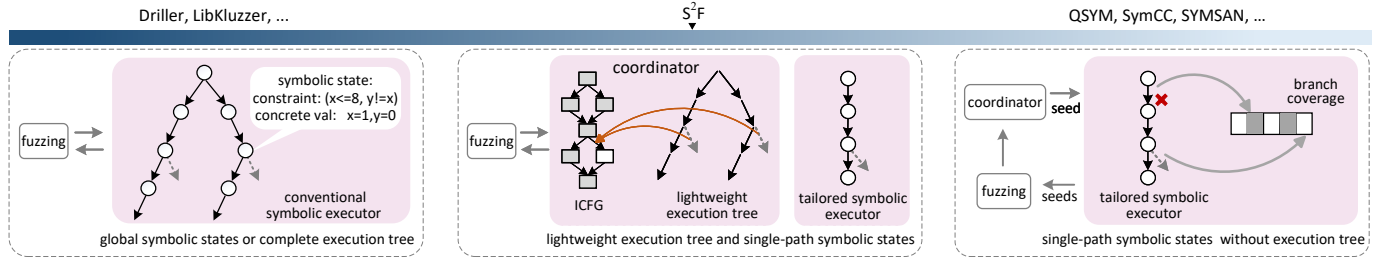 Driller, LibKluzzer, ...
S²F
QSYM, SymCC, SYMSAN, ...
fuzzing
symbolic state:
constraint: (x<=8, y!=x)
concrete val: x=1,y=0
conventional
symbolic executor
global symbolic states or complete execution tree
fuzzing
coordinator
ICFG
lightweight
execution tree
tailored symbolic
executor
lightweight execution tree and single-path symbolic states
coordinator
seed
fuzzing
seeds
branch
coverage
tailored symbolic
executor
single-path symbolic states without execution tree